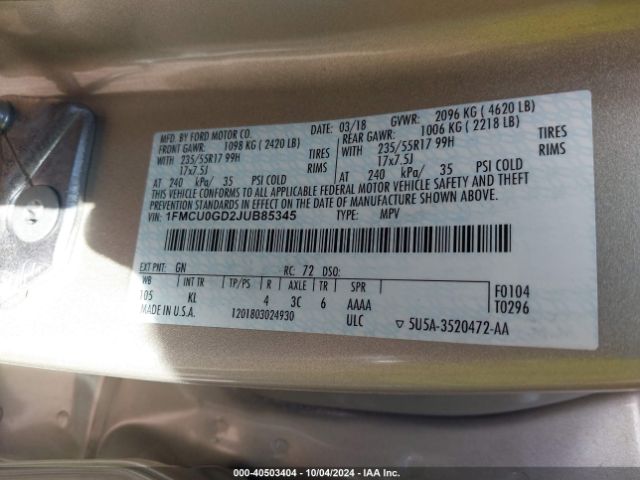 MFD. BY FORD MOTOR CO.
DATE: 03/18 GVWR: 2096 KG ( 4620 LB)
FRONT GAWR: 1098 KG ( 2420 LB)
REAR GAWR: 1006 KG ( 2218 LB)
WITH 235/55R17 99H TIRES
17x7.5J RIMS
WITH 235/55R17 99H TIRES
17x7.5J RIMS
AT 240 kPa/ 35 PSI COLD
AT 240 kPa/ 35 PSI COLD
THIS VEHICLE CONFORMS TO ALL APPLICABLE FEDERAL MOTOR VEHICLE SAFETY AND THEFT
PREVENTION STANDARDS IN EFFECT ON THE DATE OF MANUFACTURE SHOWN ABOVE.
VIN: 1FMCU0GD2JUB85345 TYPE: MPV
EXT PNT: GN RC: 72 DSO:
WB INT TR TP/PS R AXLE TR SPR
105 KL 4 3C 6 AAAA
F0104
T0296
MADE IN U.S.A. 1201803024930 ULC 5U5A-3520472-AA
000-40503404 - 10/04/2024 - IAA Inc.